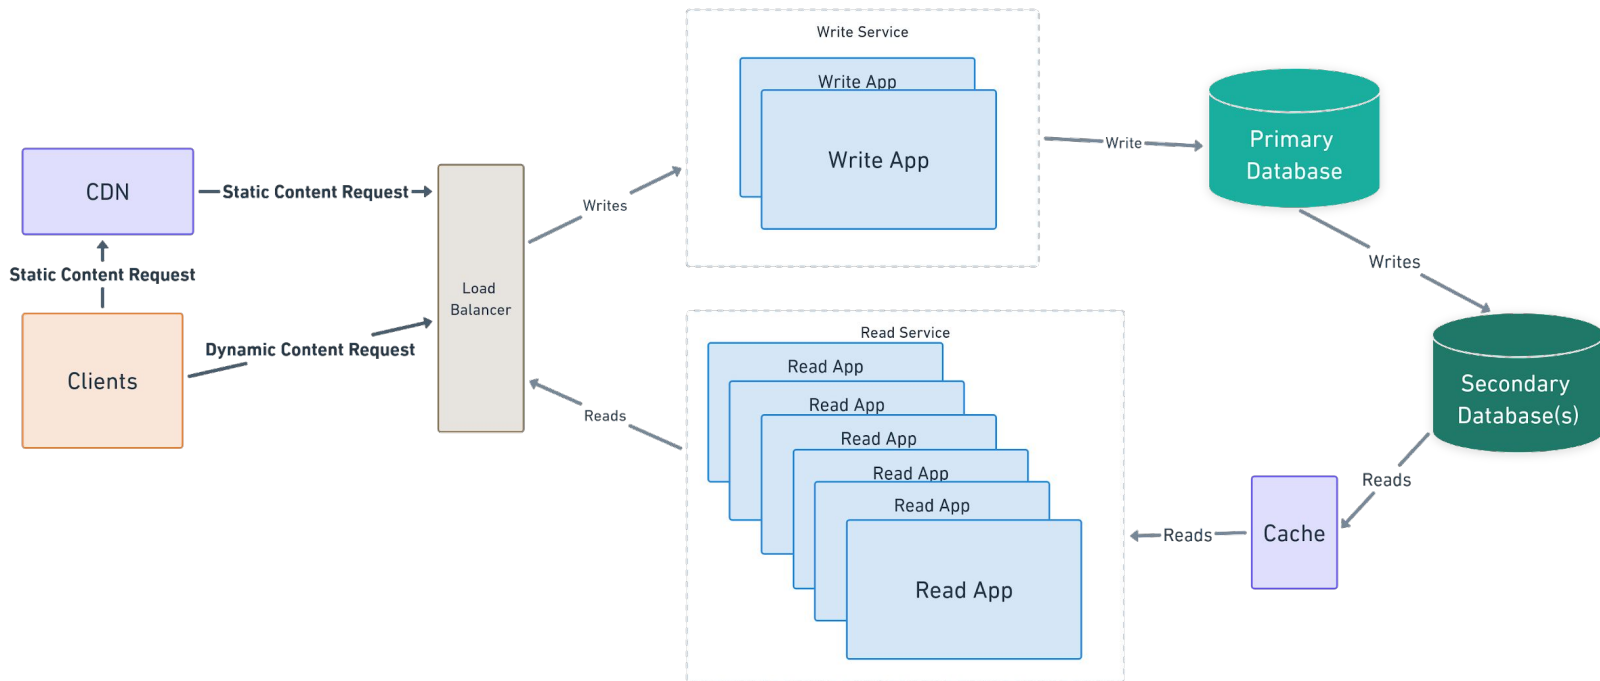 Write Service
Write App
Write App
Write
Primary
Database
CDN
Static Content Request
Static Content Request
Writes
Writes
Load
Balancer
Clients
Dynamic Content Request
Reads
Read Service
Read App
Read App
Read App
Read App
Read App
Read App
Secondary
Database(s)
Reads
Cache
Reads